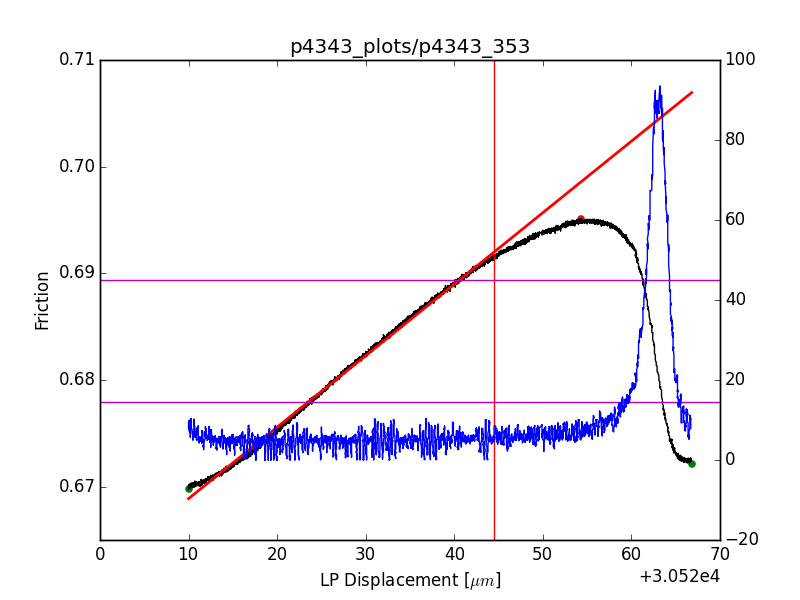 p4343_plots/p4343_353
0.71
0.70
0.69
0.68
0.67
Friction
100
80
60
40
20
0
−20
0 10 20 30 40 50 60 70
LP Displacement [μm]
+3.052e4